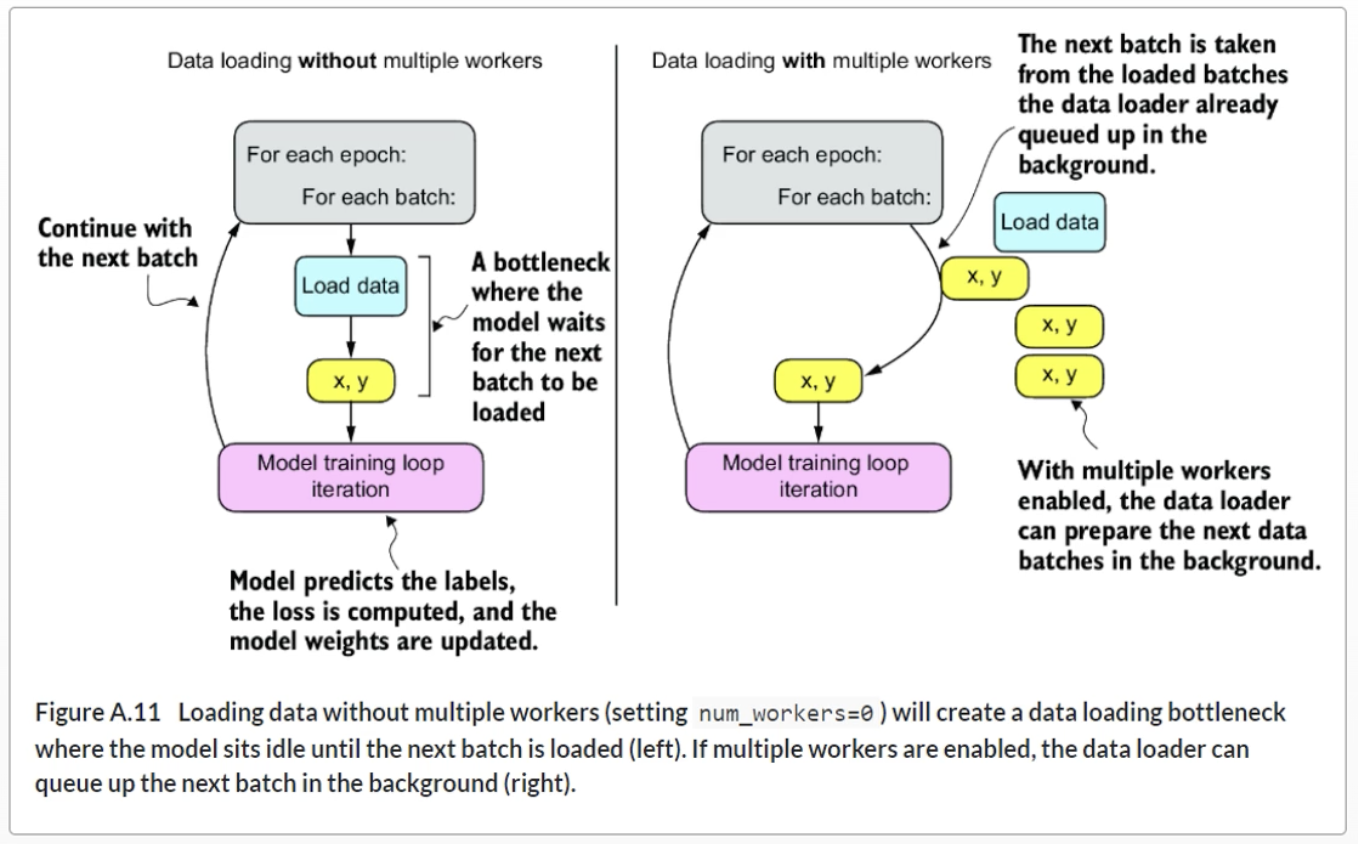 Data loading without multiple workers
For each epoch:
For each batch:
Continue with
the next batch
Load data
A bottleneck
where the
model waits
for the next
batch to be
loaded
x, y
Model training loop
iteration
Model predicts the labels,
the loss is computed, and the
model weights are updated.
Data loading with multiple workers
The next batch is taken
from the loaded batches
the data loader already
queued up in the
background.
For each epoch:
For each batch:
Load data
x, y
x, y
x, y
x, y
Model training loop
iteration
With multiple workers
enabled, the data loader
can prepare the next data
batches in the background.
Figure A.11 Loading data without multiple workers (setting num_workers=0 ) will create a data loading bottleneck
where the model sits idle until the next batch is loaded (left). If multiple workers are enabled, the data loader can
queue up the next batch in the background (right).